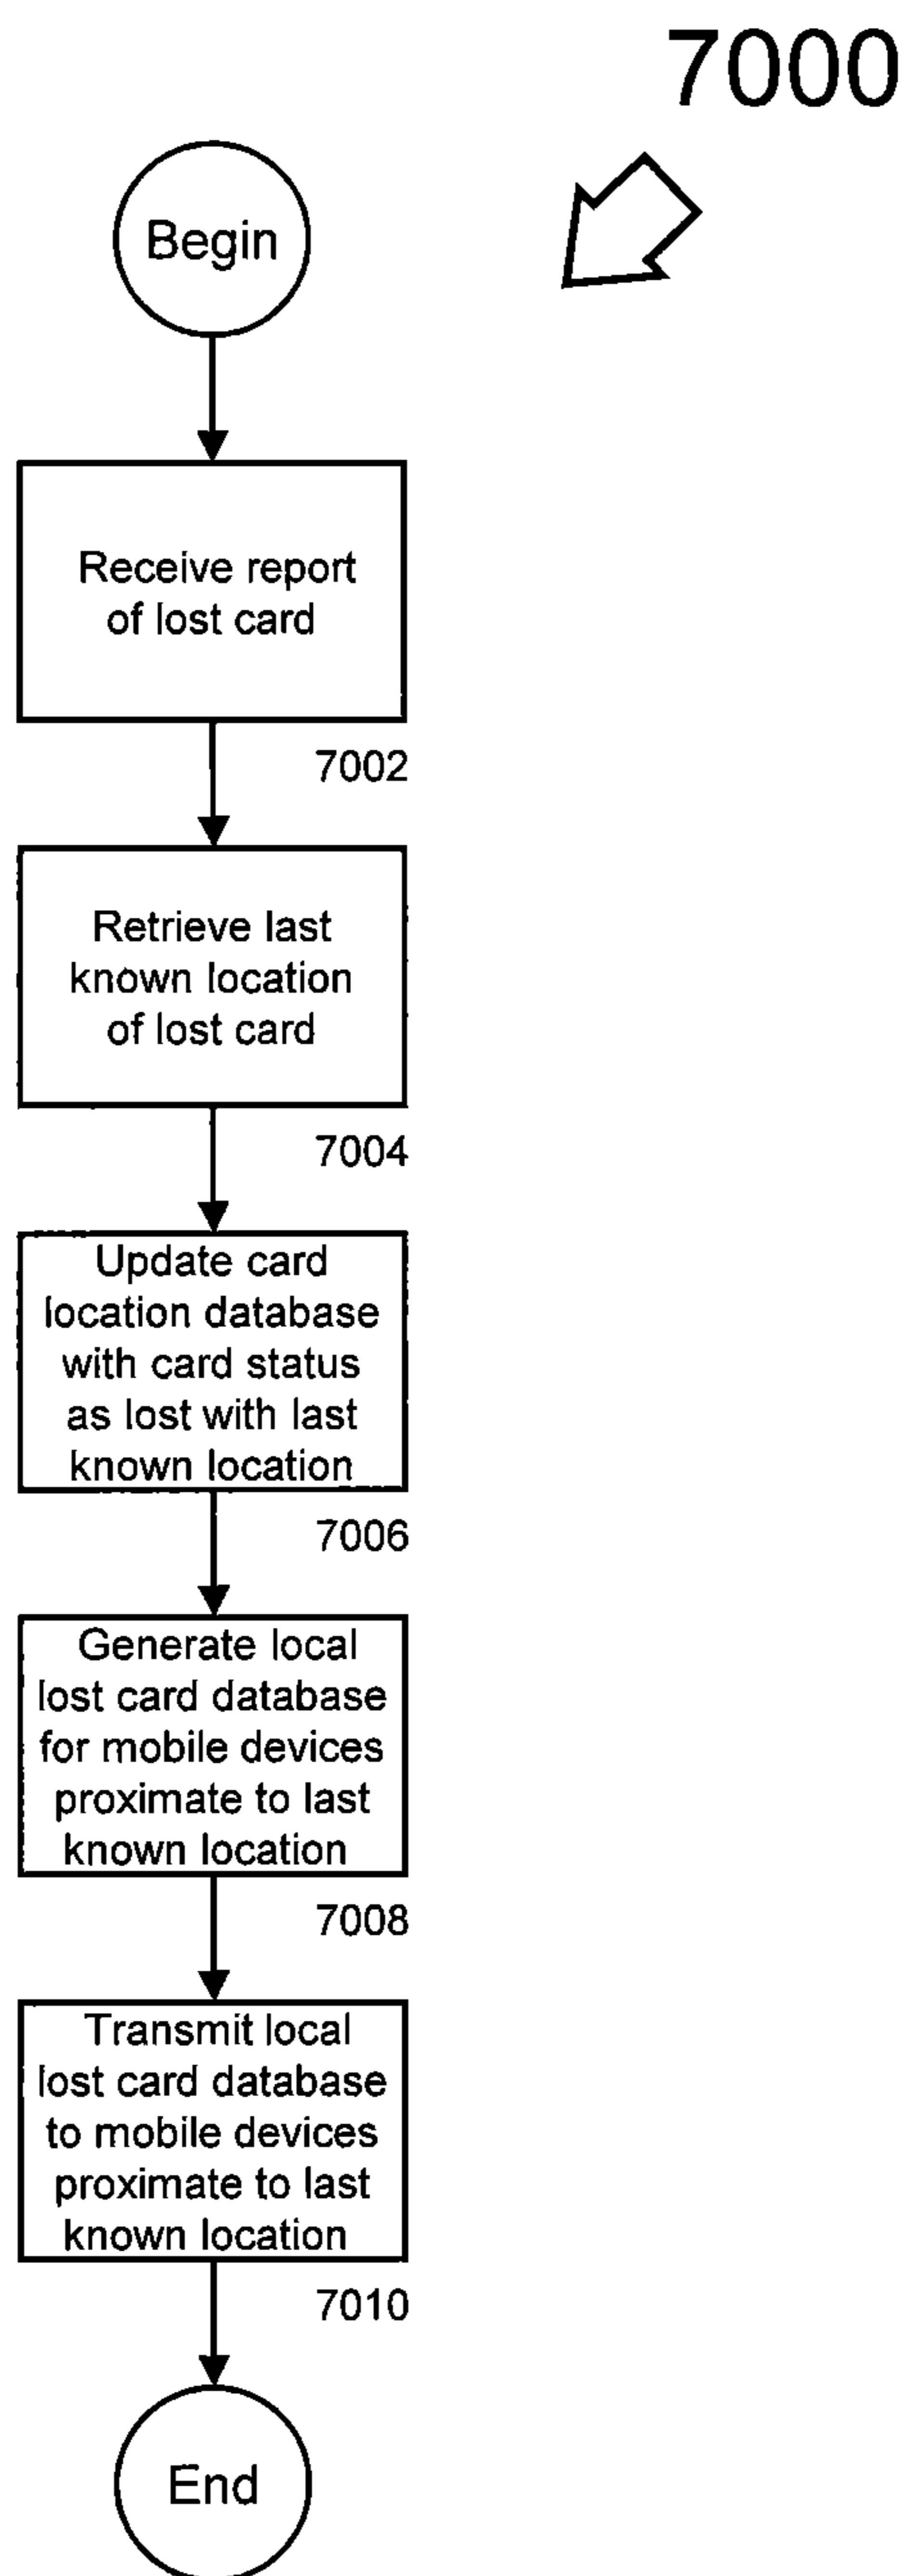 7000
Begin
Receive report
of lost card
7002
Retrieve last
known location
of lost card
7004
Update card
location database
with card status
as lost with last
known location
7006
Generate local
lost card database
for mobile devices
proximate to last
known location
7008
Transmit local
lost card database
to mobile devices
proximate to last
known location
7010
End